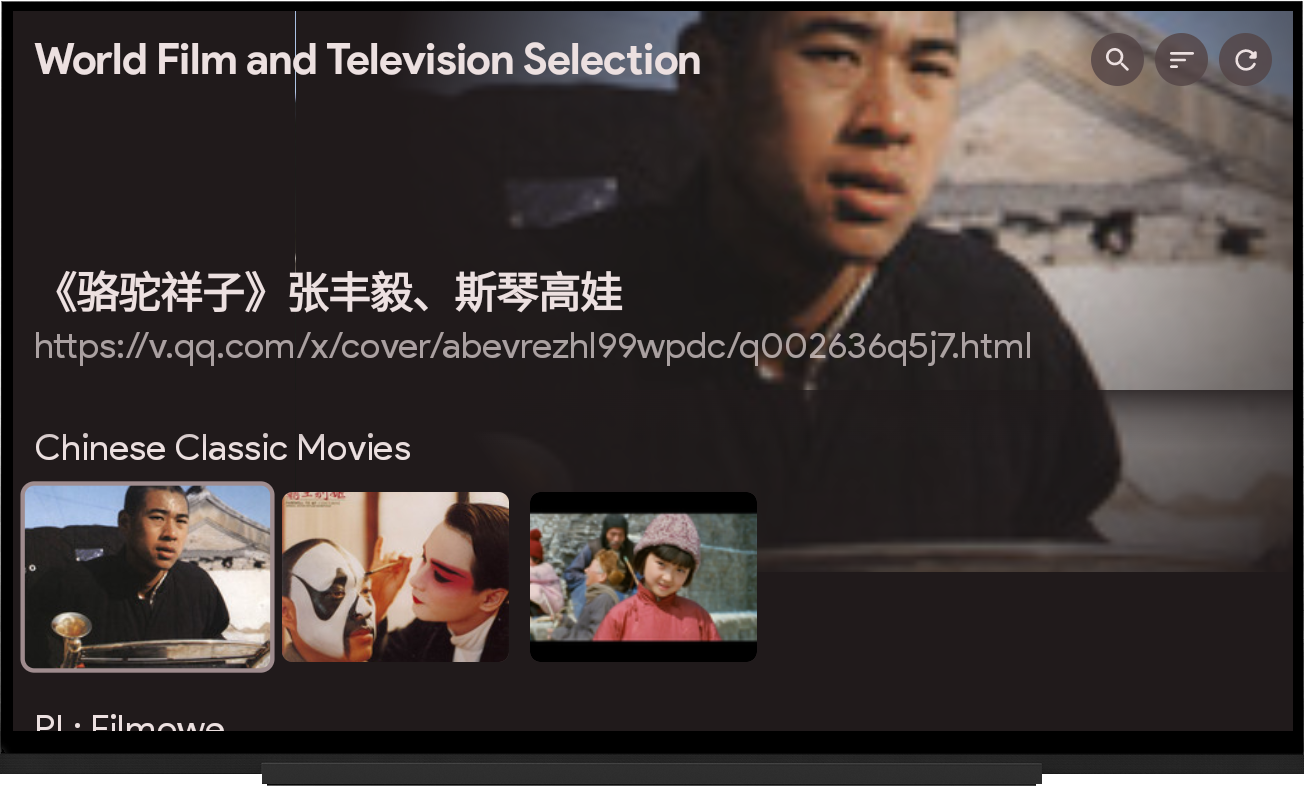 World Film and Television Selection
《骆驼祥子》张丰毅、斯琴高娃
https://v.qq.com/x/cover/abevrezhl99wpdc/q002636q5j7.html
Chinese Classic Movies
PL: Filmowe